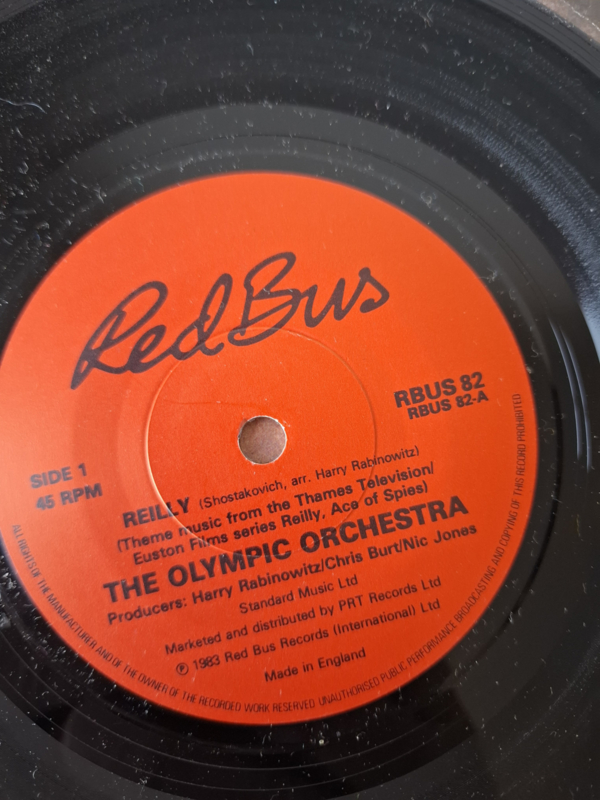 Red Bus
RBUS 82
RBUS 82-A
SIDE 1
45 RPM
REILLY (Shostakovich, arr. Harry Rabinowitz)
(Theme music from the Thames Television/
Euston Films series Reilly, Ace of Spies)
THE OLYMPIC ORCHESTRA
Producers: Harry Rabinowitz/Chris Burt/Nic Jones
Standard Music Ltd
Marketed and distributed by PRT Records Ltd
℗ 1983 Red Bus Records (International) Ltd
Made in England
ALL RIGHTS OF THE MANUFACTURER AND OF THE OWNER OF THE RECORDED WORK RESERVED UNAUTHORISED PUBLIC PERFORMANCE BROADCASTING AND COPYING OF THIS RECORD PROHIBITED